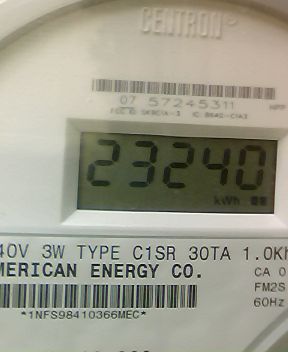 CENTRON
07 57245311
23240
kWh
40V 3W TYPE C1SR 30TA 1.0Kh
MERICAN ENERGY CO.
CA 0
FM2S
60Hz
*1NFS98410366MEC*